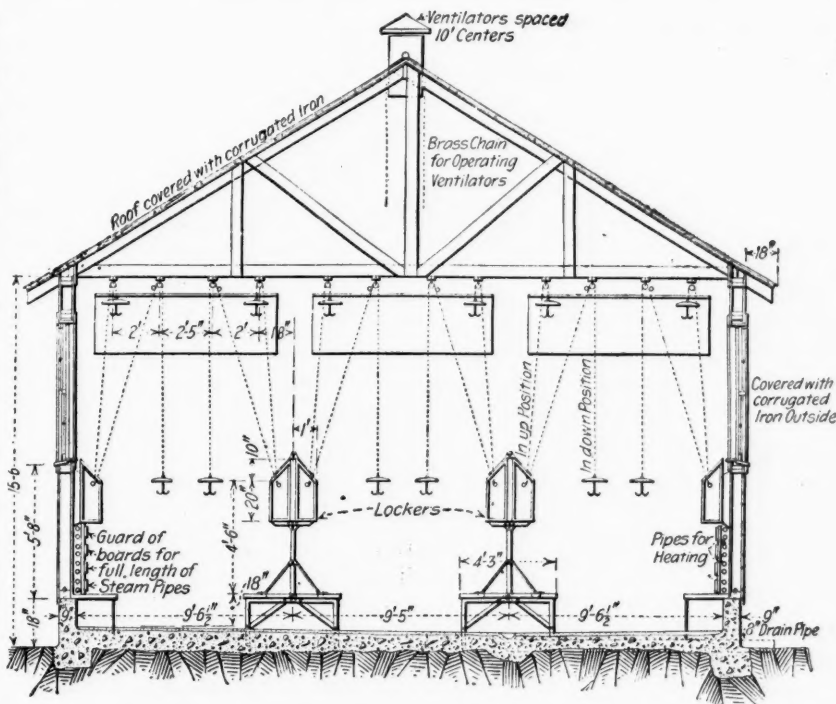 Ventilators spaced
10' Centers
Roof covered with corrugated Iron
Brass Chain
for Operating
Ventilators
18"
2'
2'-5"
2'
18"
In up Position
In down Position
Covered with
corrugated
Iron Outside
1'
10"
20"
15-6
5'-8"
4'-6"
Lockers
Guard of
boards for
full length of
Steam Pipes
Pipes for
Heating
4'-3"
18"
18"
9"
9'-6½"
9'-5"
9'-6½"
9"
8" Drain Pipe